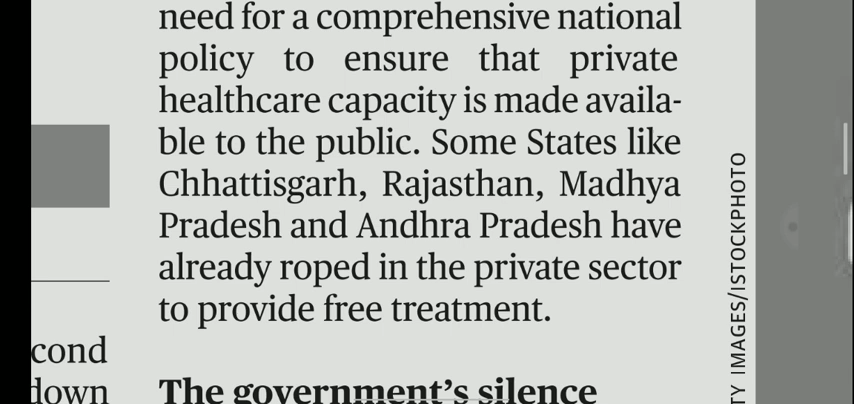 need for a comprehensive national
policy to ensure that private
healthcare capacity is made availa-
ble to the public. Some States like
Chhattisgarh, Rajasthan, Madhya
Pradesh and Andhra Pradesh have
already roped in the private sector
to provide free treatment.
The government's silence
cond
down
TY IMAGES/ISTOCKPHOTO